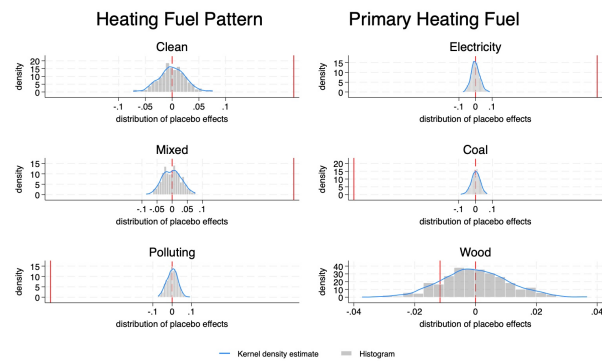 Heating Fuel Pattern
Primary Heating Fuel
Clean
density
20
15
10
5
0
-.1 -.05 0 .05 .1
distribution of placebo effects
Electricity
density
15
10
5
0
-.1 0 .1
distribution of placebo effects
Mixed
density
15
10
5
0
-.1 -.05 0 .05 .1
distribution of placebo effects
Coal
density
20
15
10
5
0
-.1 0 .1
distribution of placebo effects
Polluting
density
15
10
5
0
-.1 0 .1
distribution of placebo effects
Wood
density
40
30
20
10
0
-.04 -.02 0 .02 .04
distribution of placebo effects
Kernel density estimate Histogram